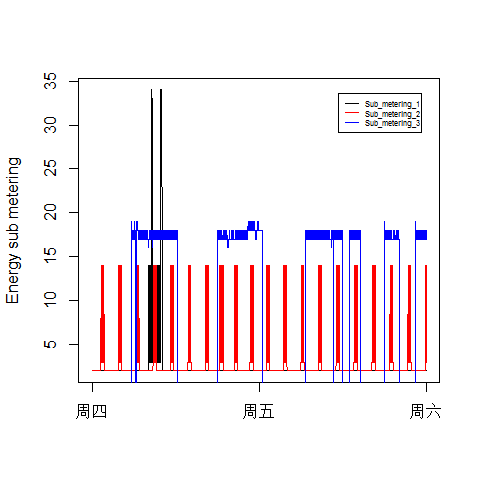 Energy sub metering
35
30
25
20
15
10
5
Sub_metering_1
Sub_metering_2
Sub_metering_3
周四 周五 周六